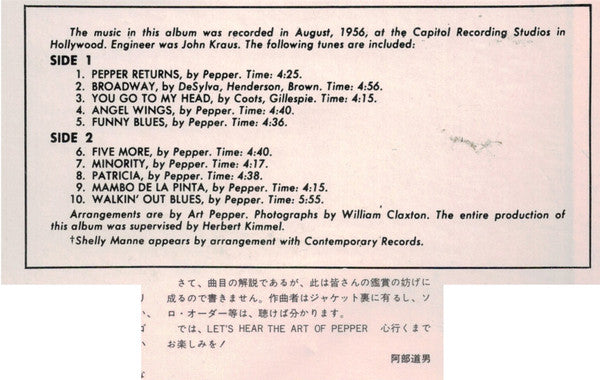 The music in this album was recorded in August, 1956, at the Capitol Recording Studios in
Hollywood. Engineer was John Kraus. The following tunes are included:
SIDE 1
1. PEPPER RETURNS, by Pepper. Time: 4:25.
2. BROADWAY, by DeSylva, Henderson, Brown. Time: 4:56.
3. YOU GO TO MY HEAD, by Coots, Gillespie. Time: 4:15.
4. ANGEL WINGS, by Pepper. Time: 4:40.
5. FUNNY BLUES, by Pepper. Time: 4:36.
SIDE 2
6. FIVE MORE, by Pepper. Time: 4:40.
7. MINORITY, by Pepper. Time: 4:17.
8. PATRICIA, by Pepper. Time: 4:38.
9. MAMBO DE LA PINTA, by Pepper. Time: 4:15.
10. WALKIN' OUT BLUES, by Pepper. Time: 5:55.
Arrangements are by Art Pepper. Photographs by William Claxton. The entire production of
this album was supervised by Herbert Kimmel.
†Shelly Manne appears by arrangement with Contemporary Records.
さて、曲目の解説であるが、此は皆さんの鑑賞の妨げに
成るので書きません。作曲者はジャケット裏に有るし、ソ
ロ・オーダー等は、聴けば分かります。
では、LET'S HEAR THE ART OF PEPPER 心行くまで
お楽しみを!
阿部道男